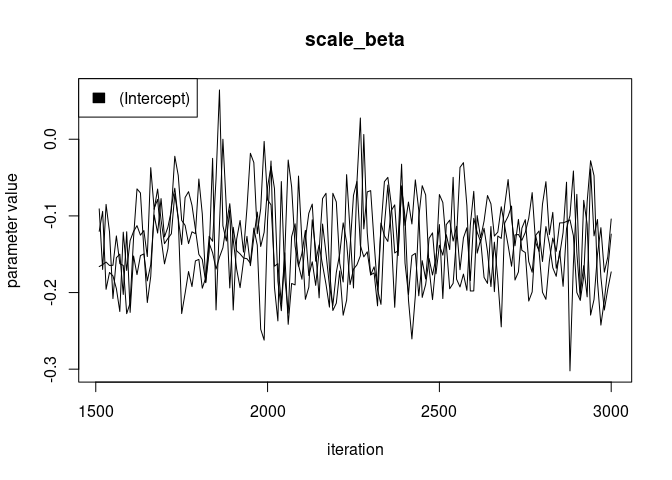 scale_beta
(Intercept)
0.0
-0.1
-0.2
-0.3
parameter value
1500 2000 2500 3000
iteration